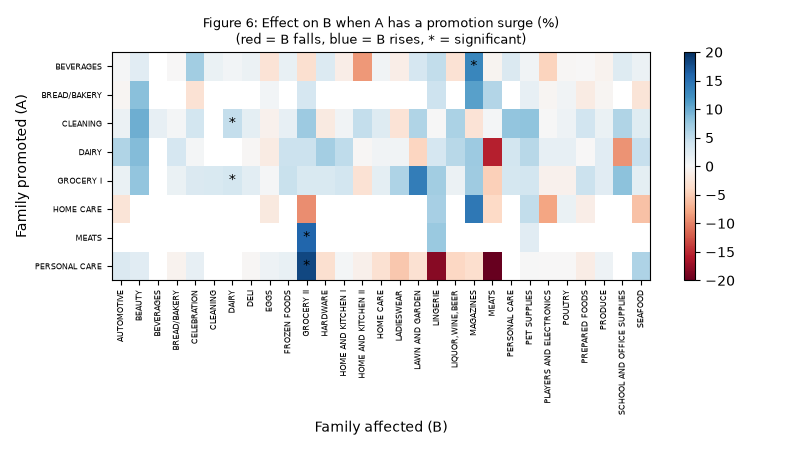 Figure 6: Effect on B when A has a promotion surge (%)
(red = B falls, blue = B rises, * = significant)
Family promoted (A)
BEVERAGES
BREAD/BAKERY
CLEANING
DAIRY
GROCERY I
HOME CARE
MEATS
PERSONAL CARE
*
*
*
*
*
20
15
10
5
0
−5
−10
−15
−20
AUTOMOTIVE
BEAUTY
BEVERAGES
BREAD/BAKERY
CELEBRATION
CLEANING
DAIRY
DELI
EGGS
FROZEN FOODS
GROCERY II
HARDWARE
HOME AND KITCHEN I
HOME AND KITCHEN II
HOME CARE
LADIESWEAR
LAWN AND GARDEN
LINGERIE
LIQUOR,WINE,BEER
MAGAZINES
MEATS
PERSONAL CARE
PET SUPPLIES
PLAYERS AND ELECTRONICS
POULTRY
PREPARED FOODS
PRODUCE
SCHOOL AND OFFICE SUPPLIES
SEAFOOD
Family affected (B)